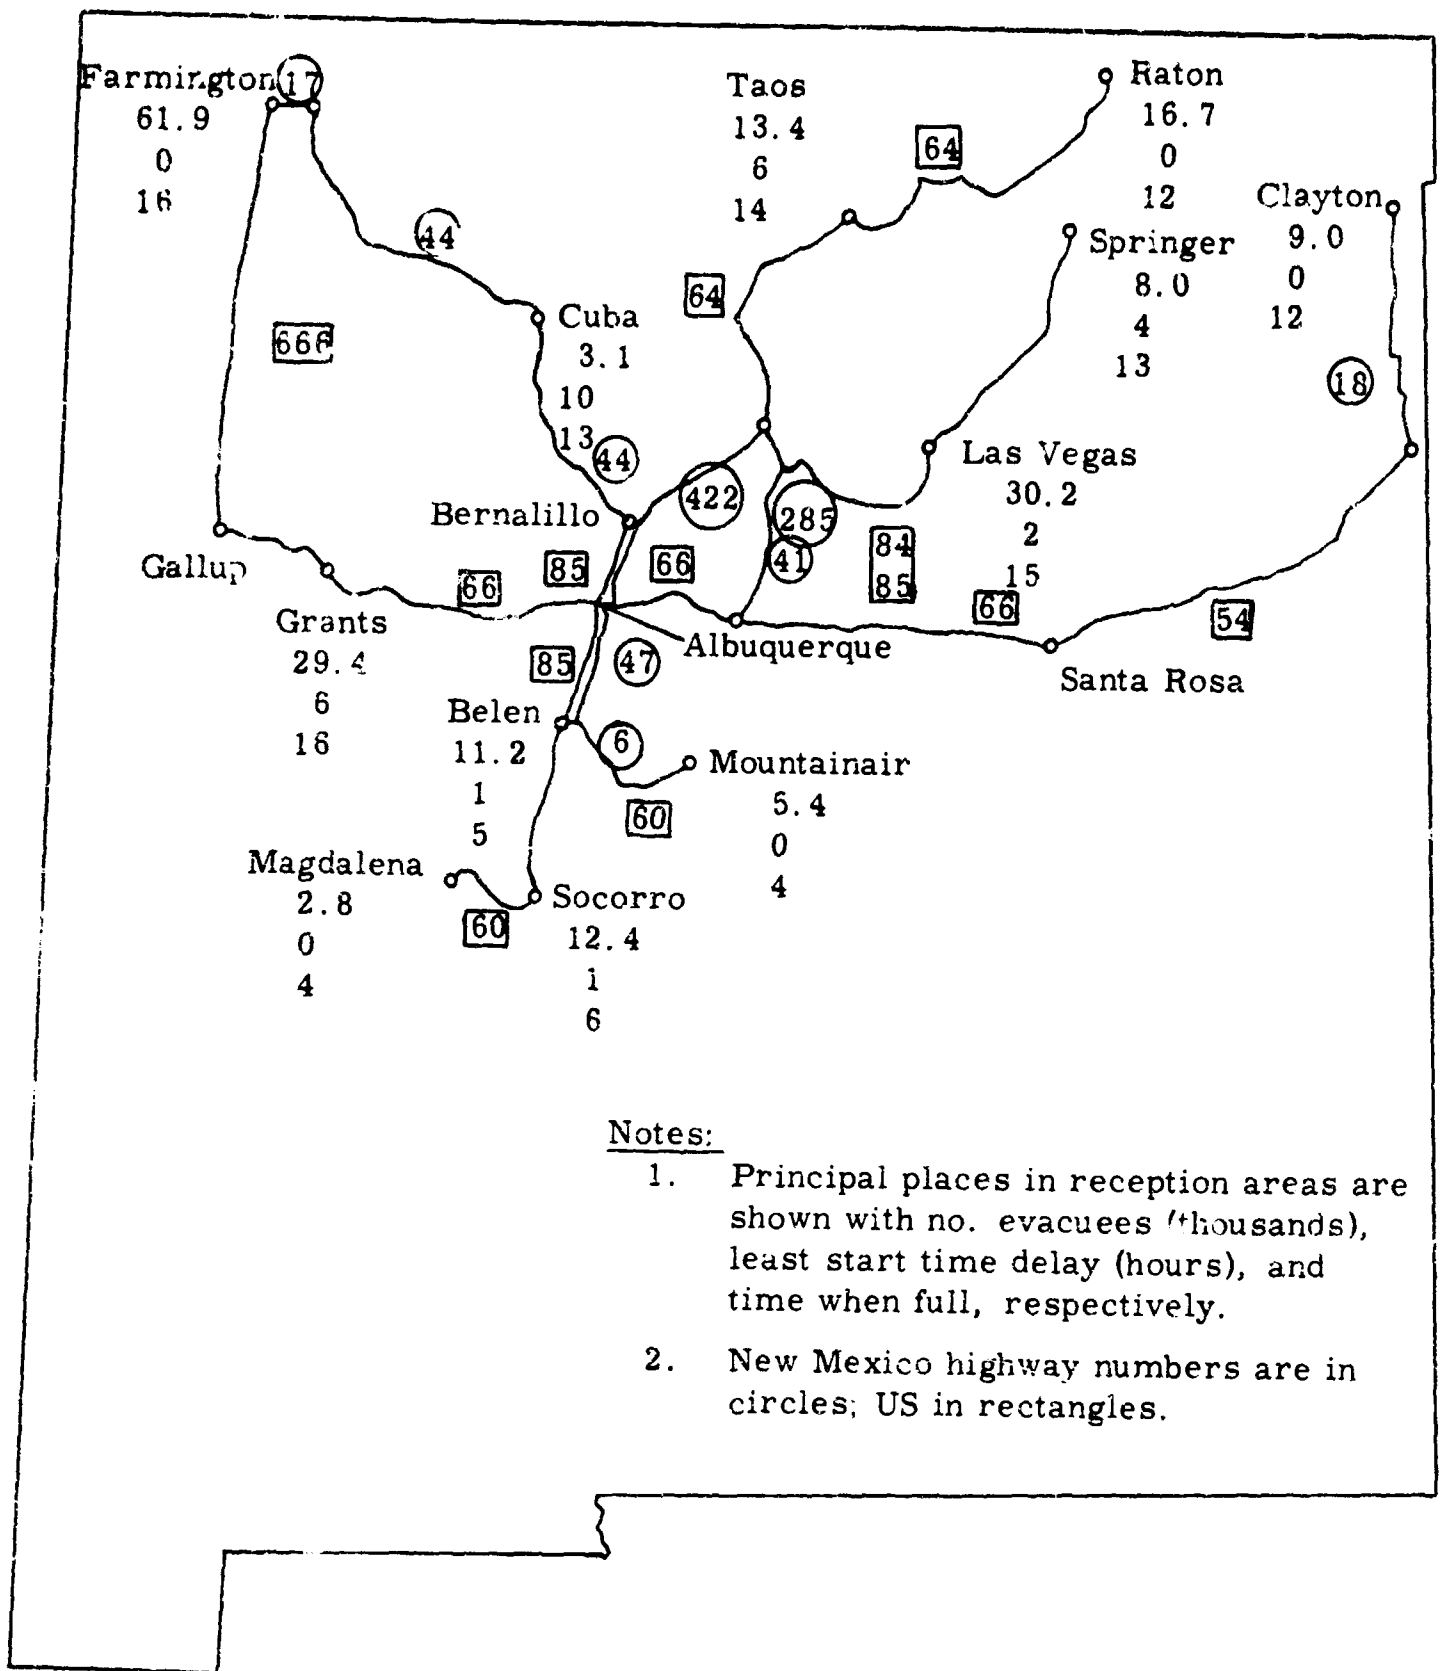 Farmington
61.9
0
16
17
Taos
13.4
6
14
Raton
16.7
0
12
64
Clayton
9.0
0
12
Springer
8.0
4
13
44
64
Cuba
3.1
10
13
666
18
44
Las Vegas
30.2
2
15
422
285
Bernalillo
41
84
85
Gallup
66
85
66
66
54
Grants
29.4
6
16
Albuquerque
85
47
Santa Rosa
Belen
11.2
1
5
6
Mountainair
5.4
0
4
60
Magdalena
2.8
0
4
60
Socorro
12.4
1
6
Notes:
1. Principal places in reception areas are
shown with no. evacuees (thousands),
least start time delay (hours), and
time when full, respectively.
2. New Mexico highway numbers are in
circles; US in rectangles.